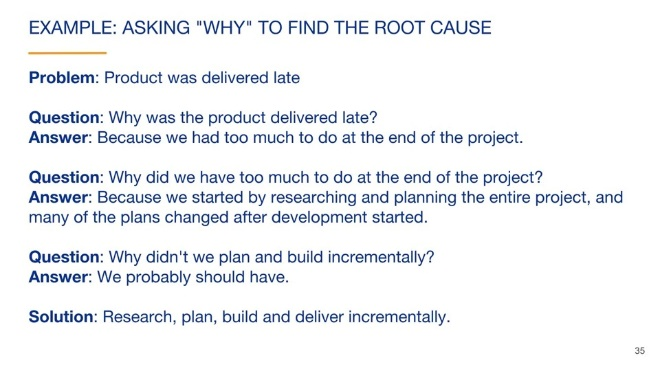 EXAMPLE: ASKING "WHY" TO FIND THE ROOT CAUSE
Problem: Product was delivered late
Question: Why was the product delivered late?
Answer: Because we had too much to do at the end of the project.
Question: Why did we have too much to do at the end of the project?
Answer: Because we started by researching and planning the entire project, and
many of the plans changed after development started.
Question: Why didn't we plan and build incrementally?
Answer: We probably should have.
Solution: Research, plan, build and deliver incrementally.
35